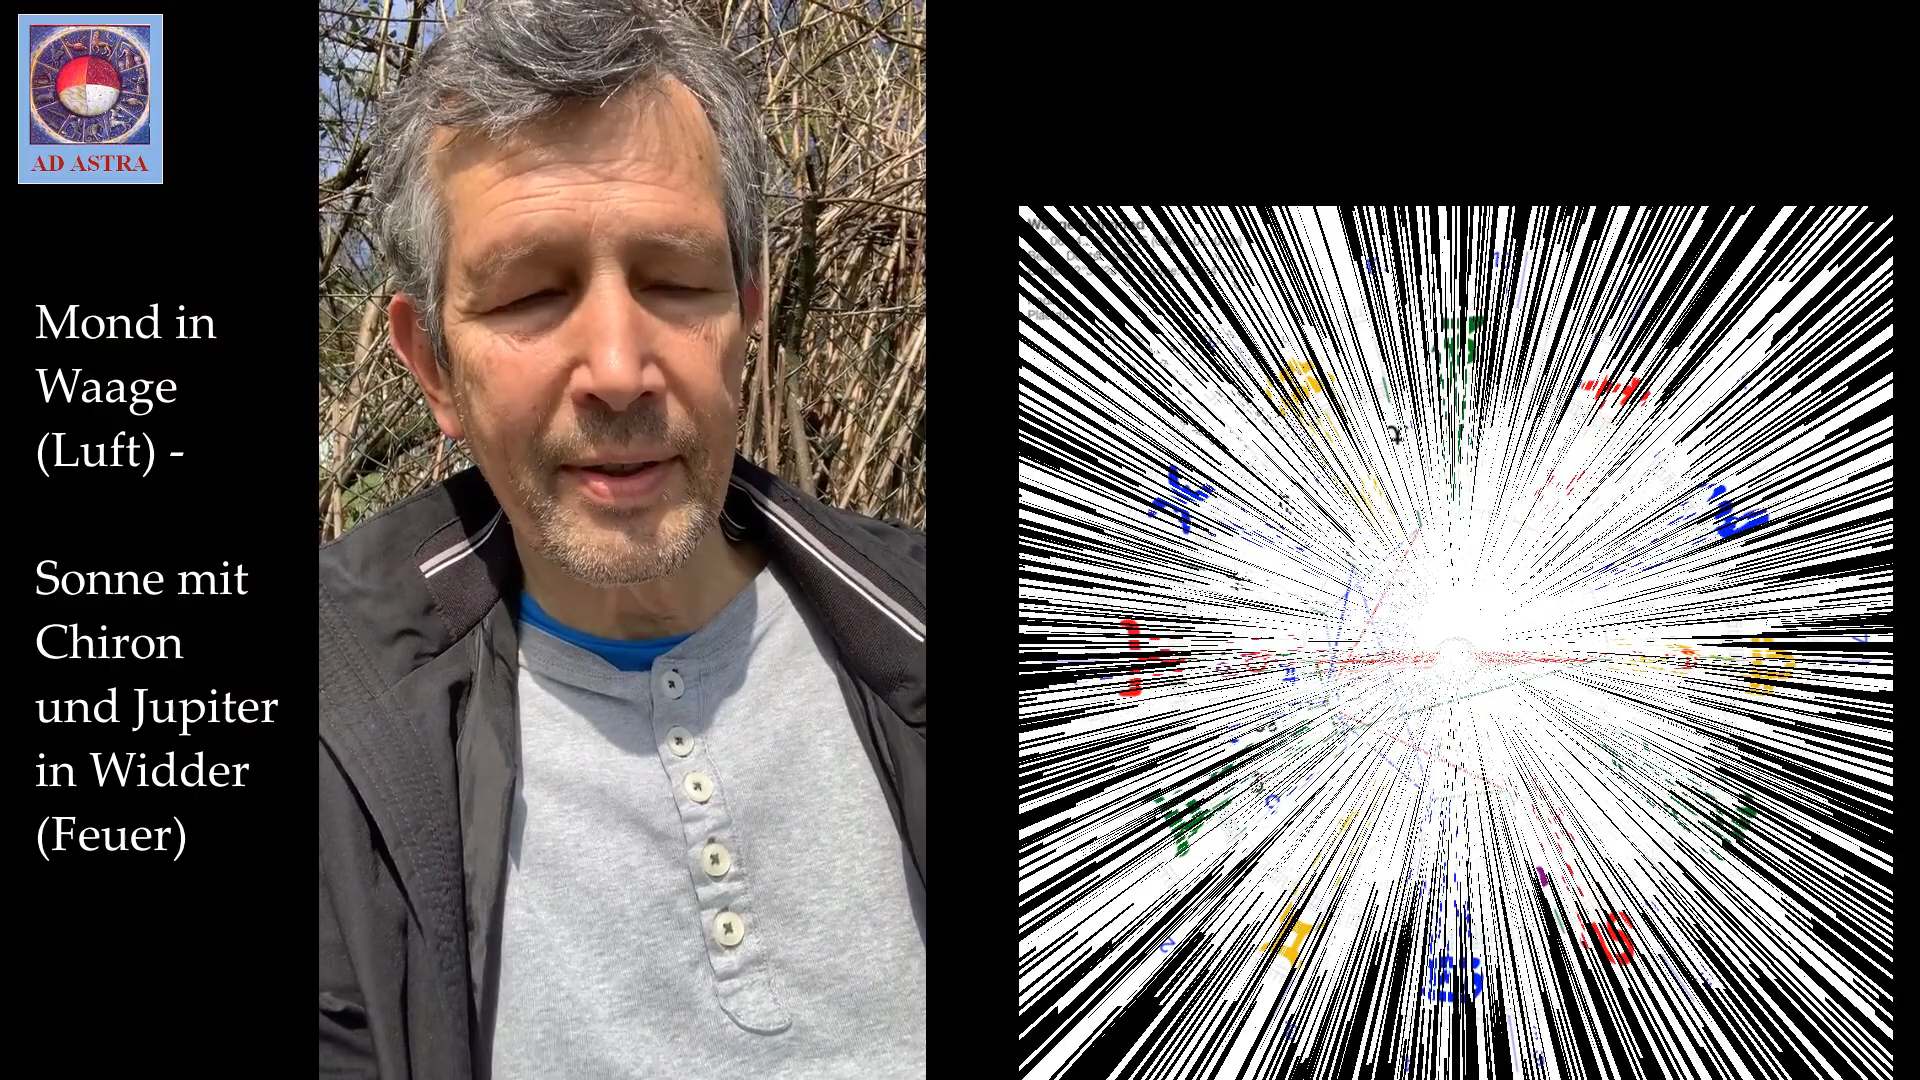 AD ASTRA
Mond in
Waage
(Luft) -
Sonne mit
Chiron
und Jupiter
in Widder
(Feuer)